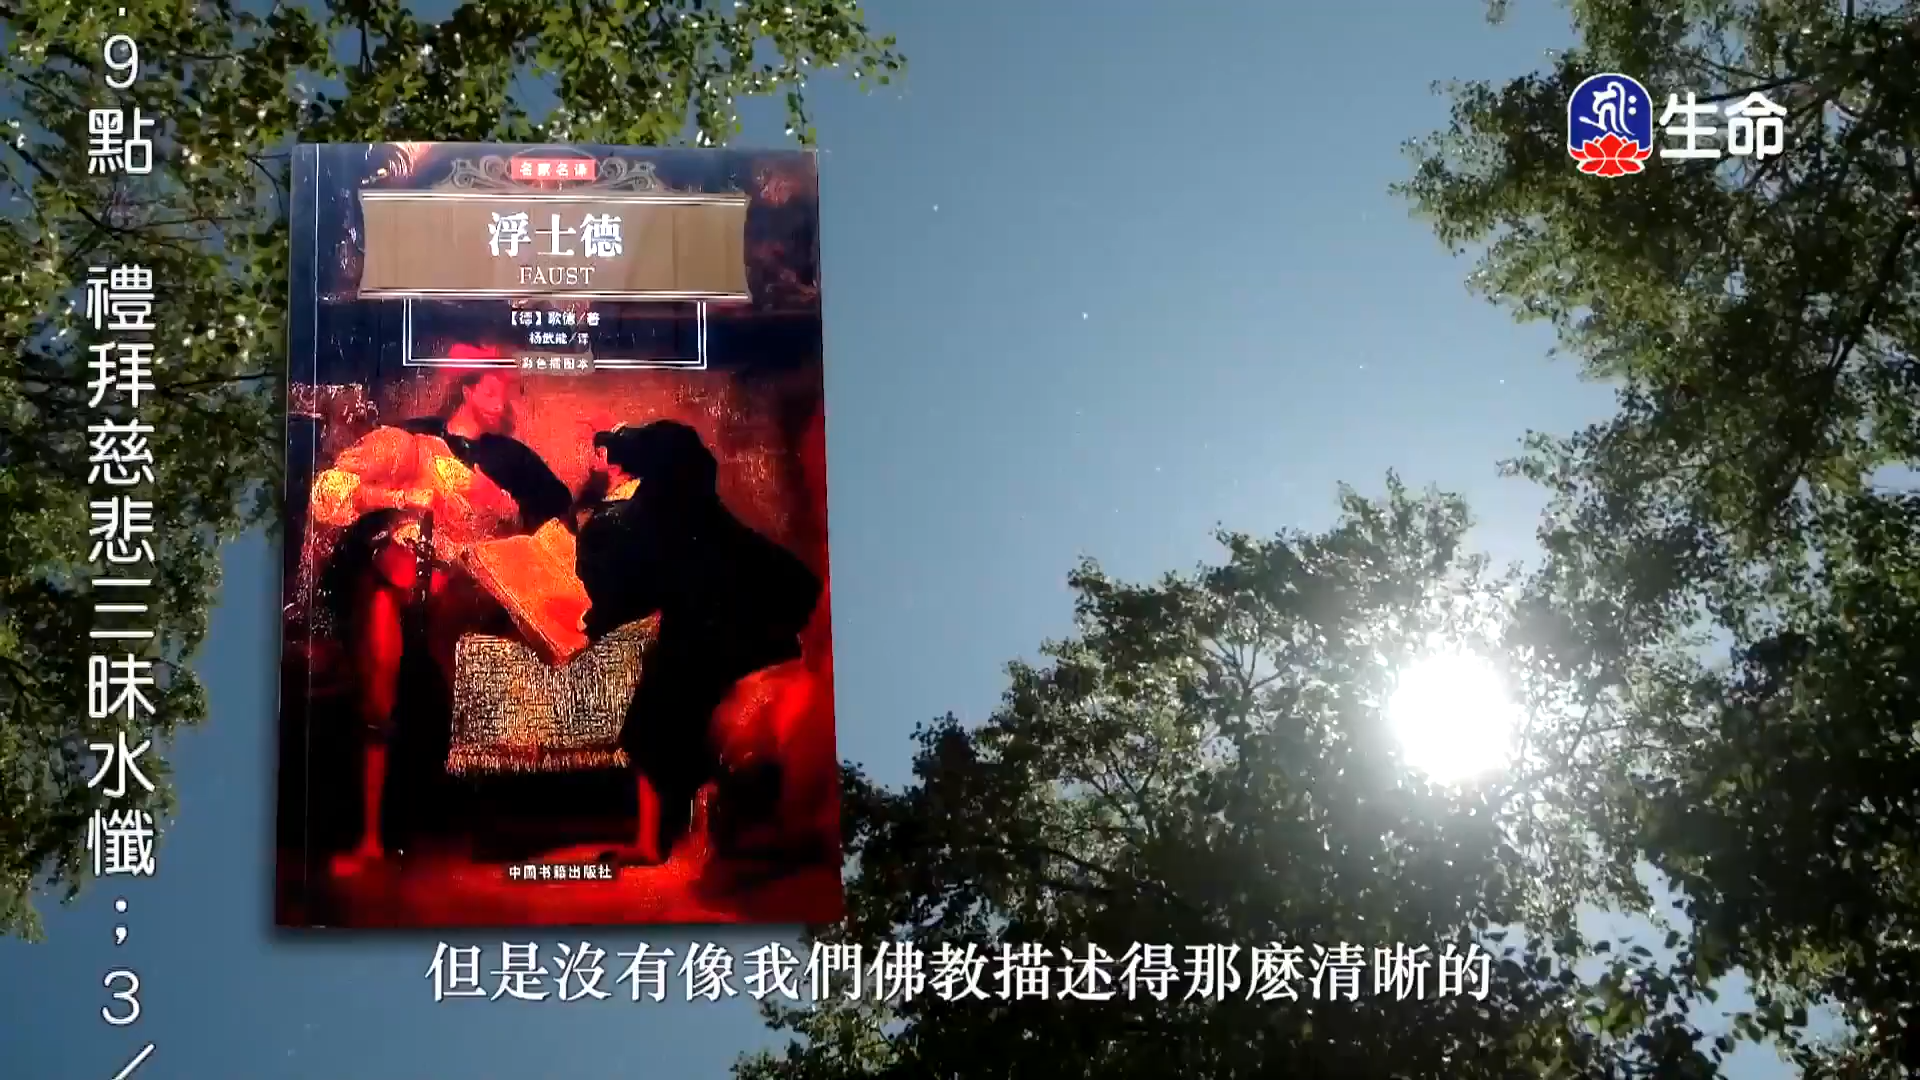 ·9點 禮拜慈悲三昧水懺；3／
生命
名家名译
浮士德
FAUST
【德】歌德/著
杨武能/译
彩色插图本
中国书籍出版社
但是沒有像我們佛教描述得那麽清晰的